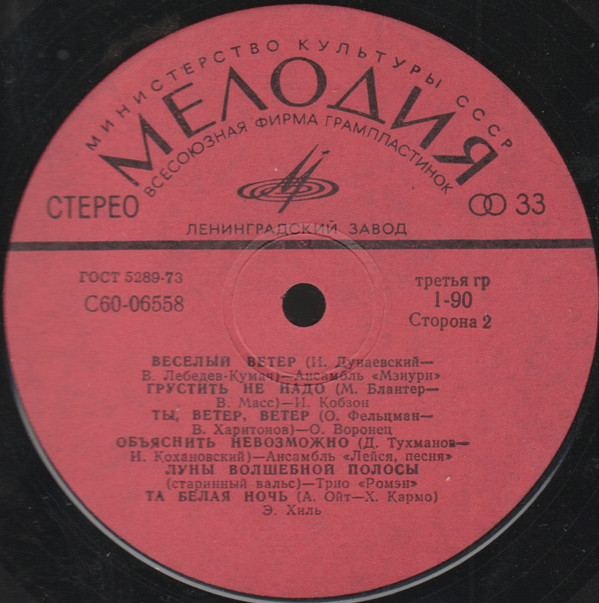 МИНИСТЕРСТВО КУЛЬТУРЫ СССР
МЕЛОДИЯ
ВСЕСОЮЗНАЯ ФИРМА ГРАМПЛАСТИНОК
СТЕРЕО
33
ЛЕНИНГРАДСКИЙ ЗАВОД
ГОСТ 5289-73
С60-06558
третья гр
1-90
Сторона 2
ВЕСЕЛЫЙ ВЕТЕР (И. Дунаевский—
В. Лебедев-Кумач)—Ансамбль «Мзиури»
ГРУСТИТЬ НЕ НАДО (М. Блантер—
В. Масс)—И. Кобзон
ТЫ, ВЕТЕР, ВЕТЕР (О. Фельцман—
В. Харитонов)—О. Воронец
ОБЪЯСНИТЬ НЕВОЗМОЖНО (Д. Тухманов—
И. Кохановский)—Ансамбль «Лейся, песня»
ЛУНЫ ВОЛШЕБНОЙ ПОЛОСЫ
(старинный вальс)—Трио «Ромэн»
ТА БЕЛАЯ НОЧЬ (А. Ойт—Х. Кармо)
Э. Хиль